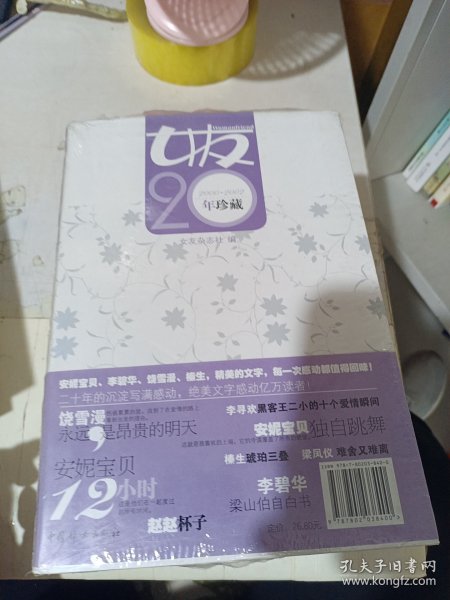 女友
Womanfriend
20
2000-2002
年珍藏
女友杂志社 编
安妮宝贝、李碧华、饶雪漫、榛生，精美的文字，每一次感动都值得回味！
二十年的沉淀写满感动，绝美文字感动亿万读者！
饶雪漫
永远，是昂贵的明天
李寻欢 黑客王二小的十个爱情瞬间
安妮宝贝 独自跳舞
榛生 琥珀三叠
梁凤仪 难舍又难离
安妮宝贝
12小时
赵赵 杯子
李碧华
梁山伯自白书
定价：26.80元
孔夫子旧书网
www.kongfz.com